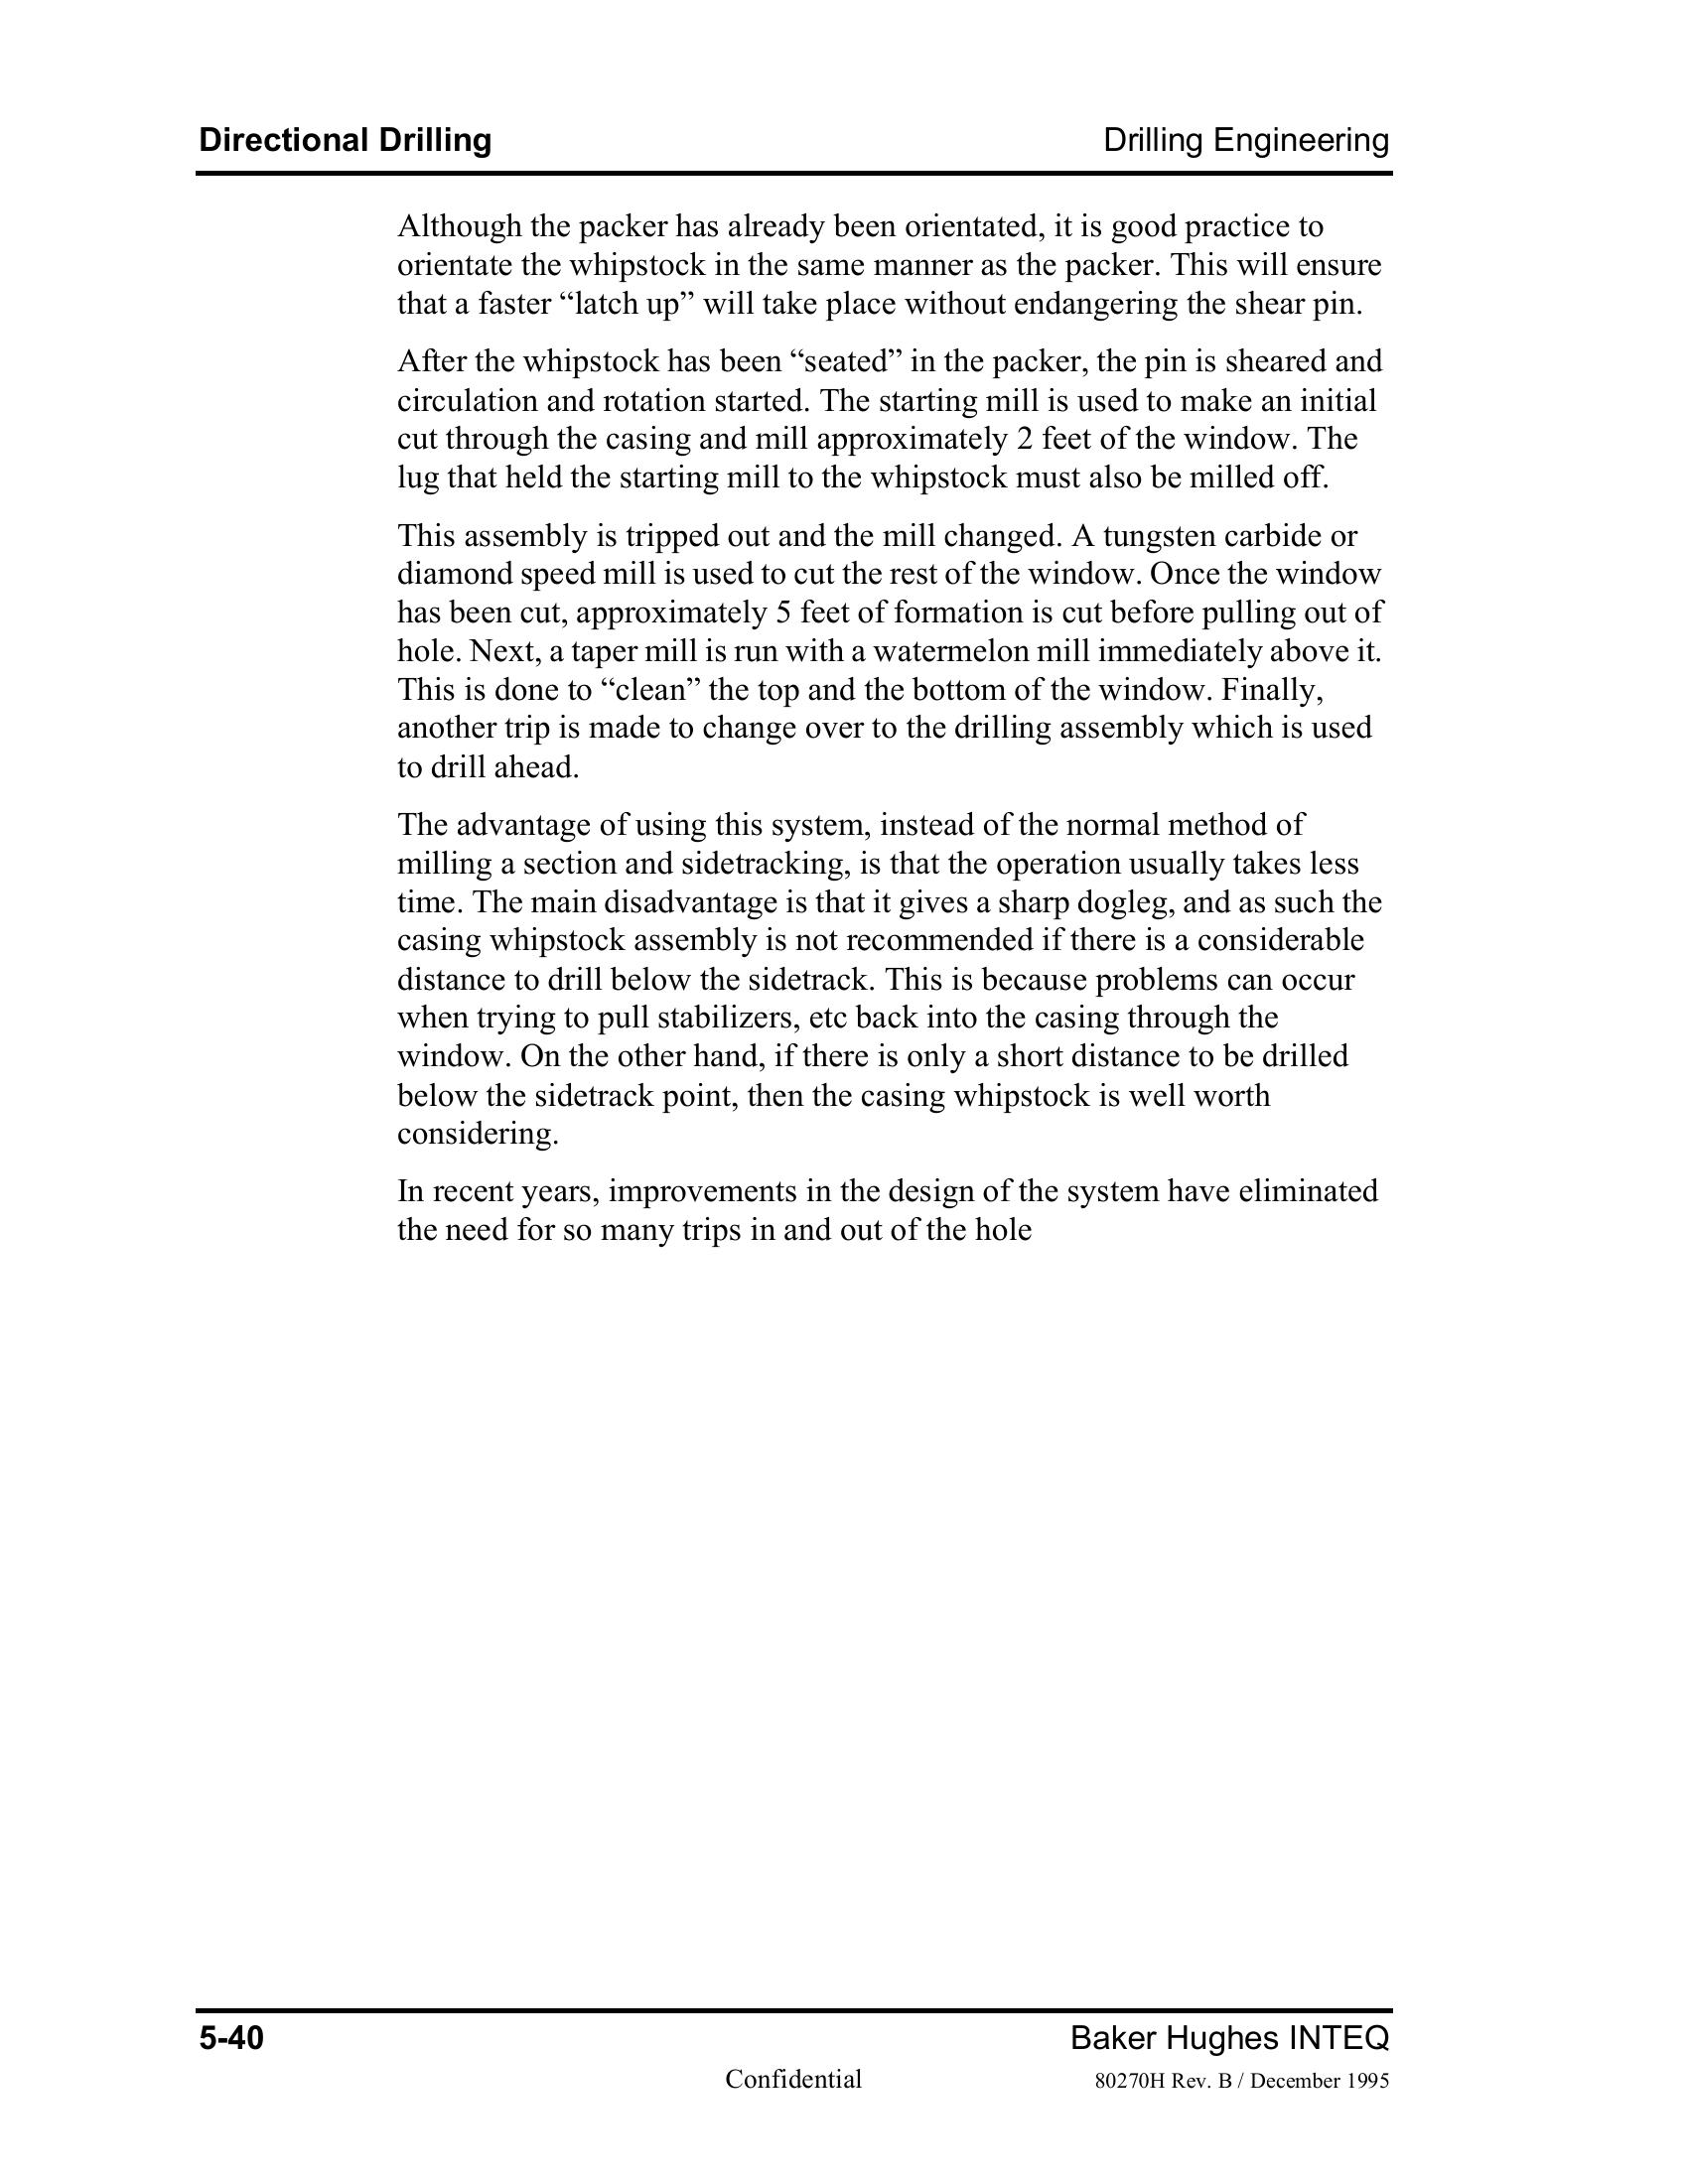 Directional Drilling
Drilling Engineering
Although the packer has already been orientated, it is good practice to
orientate the whipstock in the same manner as the packer. This will ensure
that a faster “latch up” will take place without endangering the shear pin.
After the whipstock has been “seated” in the packer, the pin is sheared and
circulation and rotation started. The starting mill is used to make an initial
cut through the casing and mill approximately 2 feet of the window. The
lug that held the starting mill to the whipstock must also be milled off.
This assembly is tripped out and the mill changed. A tungsten carbide or
diamond speed mill is used to cut the rest of the window. Once the window
has been cut, approximately 5 feet of formation is cut before pulling out of
hole. Next, a taper mill is run with a watermelon mill immediately above it.
This is done to “clean” the top and the bottom of the window. Finally,
another trip is made to change over to the drilling assembly which is used
to drill ahead.
The advantage of using this system, instead of the normal method of
milling a section and sidetracking, is that the operation usually takes less
time. The main disadvantage is that it gives a sharp dogleg, and as such the
casing whipstock assembly is not recommended if there is a considerable
distance to drill below the sidetrack. This is because problems can occur
when trying to pull stabilizers, etc back into the casing through the
window. On the other hand, if there is only a short distance to be drilled
below the sidetrack point, then the casing whipstock is well worth
considering.
In recent years, improvements in the design of the system have eliminated
the need for so many trips in and out of the hole
5-40
Baker Hughes INTEQ
Confidential
80270H Rev. B / December 1995